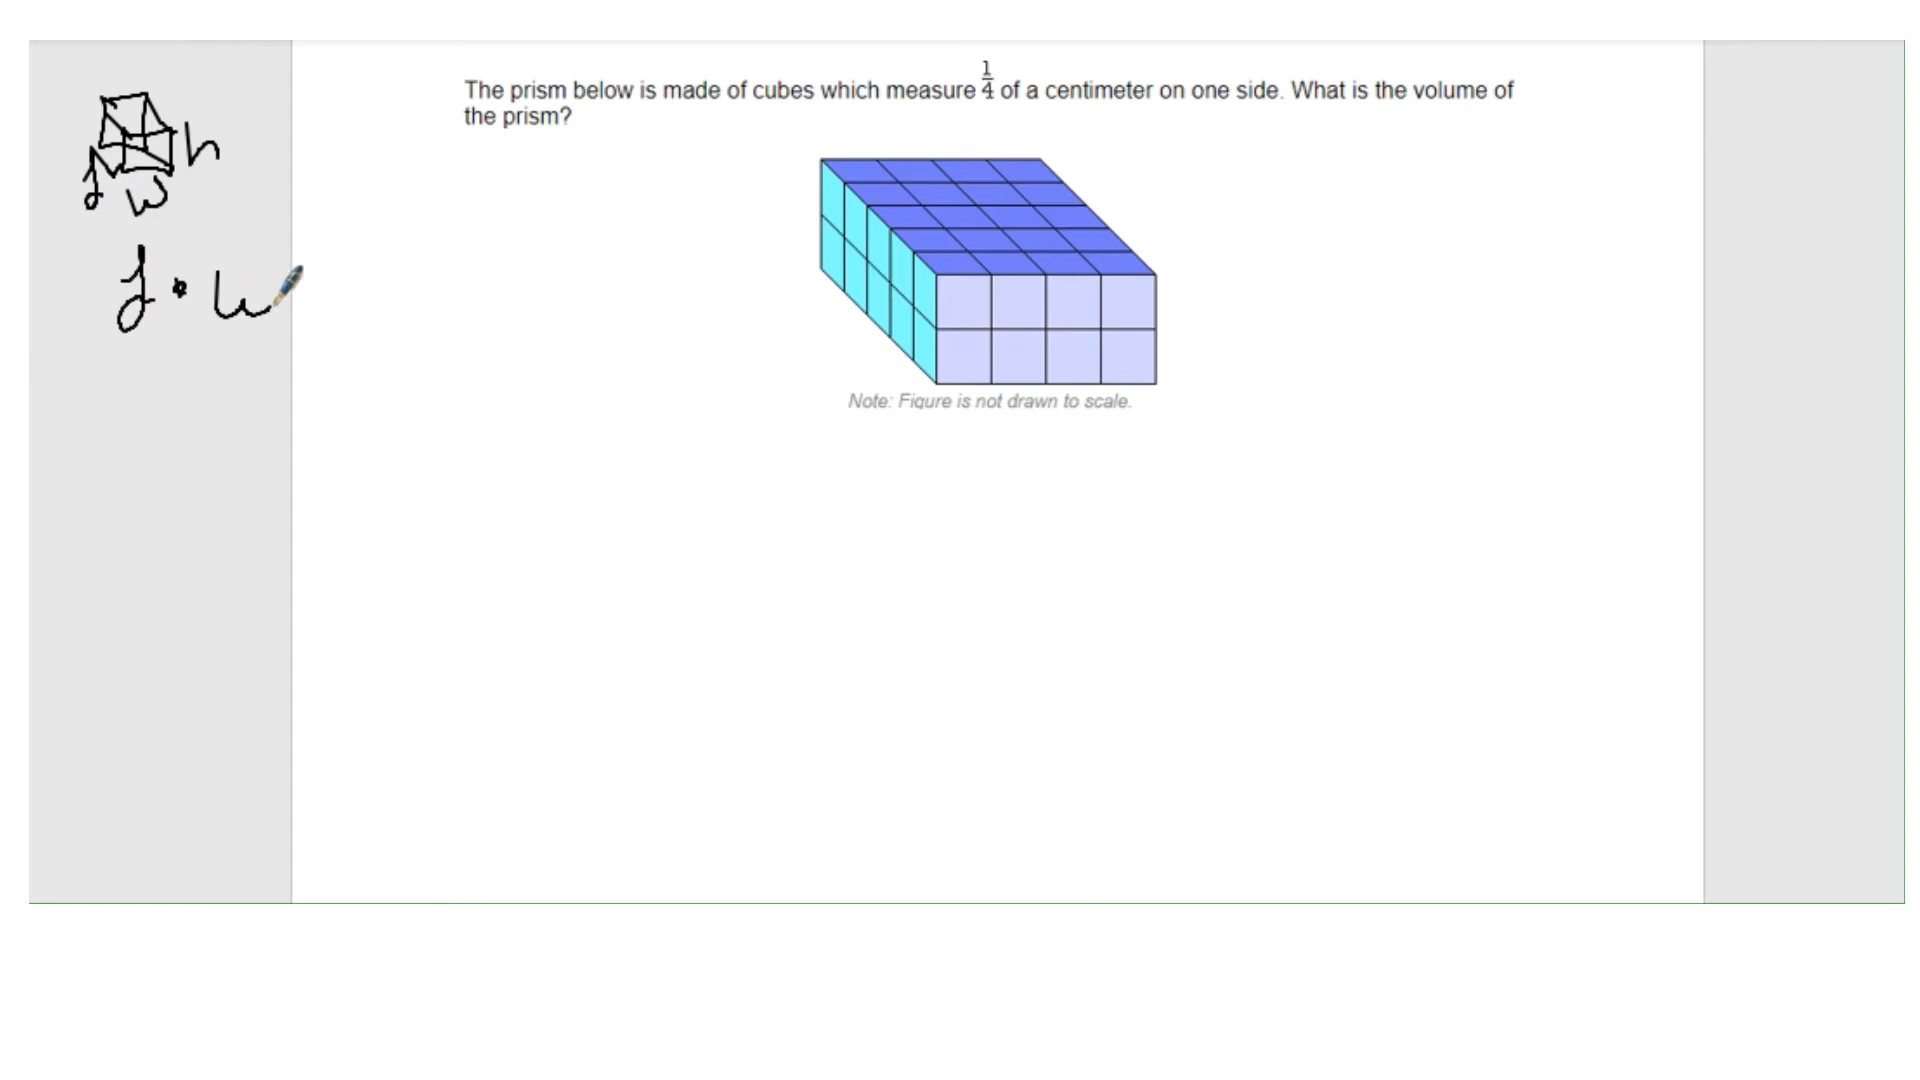 The prism below is made of cubes which measure 1/4 of a centimeter on one side. What is the volume of
the prism?
h
l
w
l • w
Note: Figure is not drawn to scale.